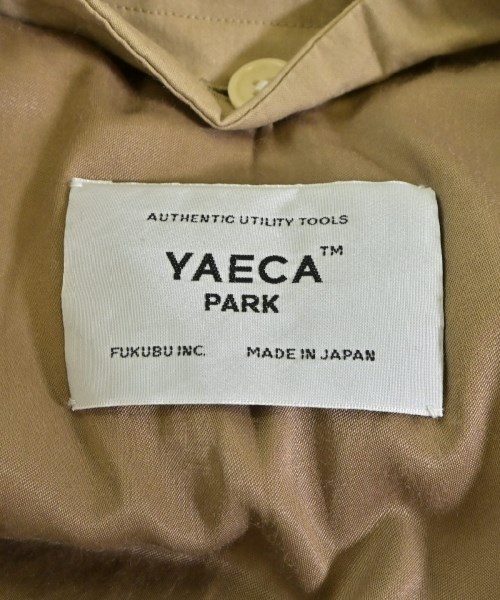 AUTHENTIC UTILITY TOOLS
YAECA™
PARK
FUKUBU INC. MADE IN JAPAN